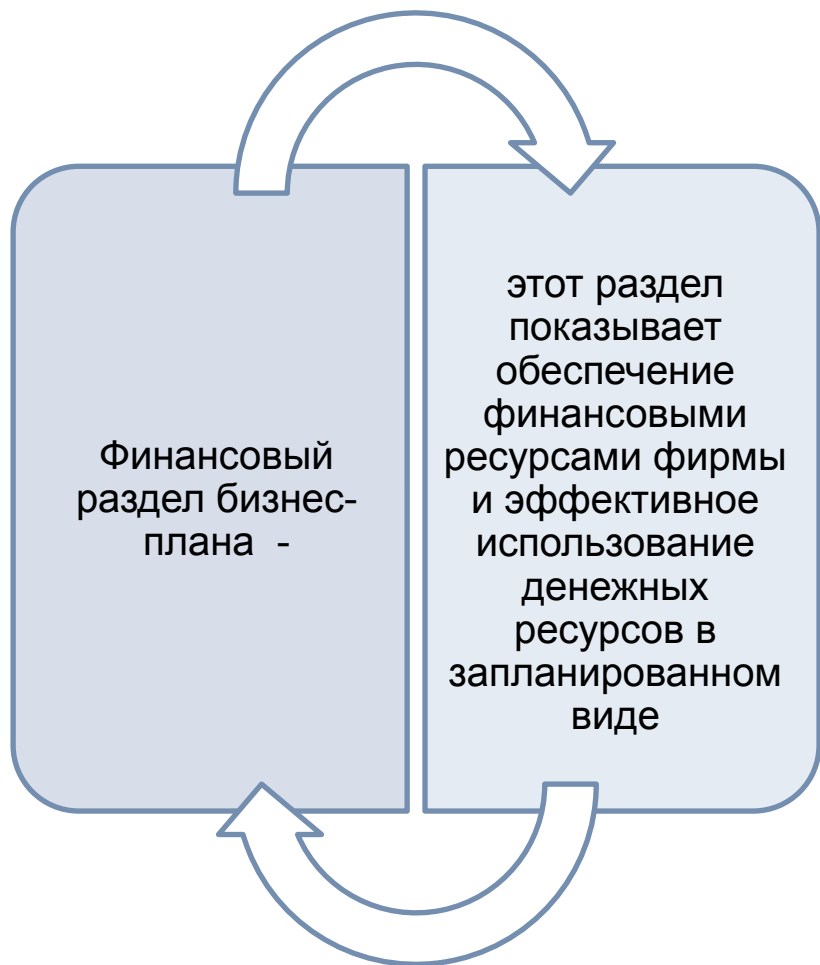 Финансовый
раздел бизнес-
плана -
этот раздел
показывает
обеспечение
финансовыми
ресурсами фирмы
и эффективное
использование
денежных
ресурсов в
запланированном
виде